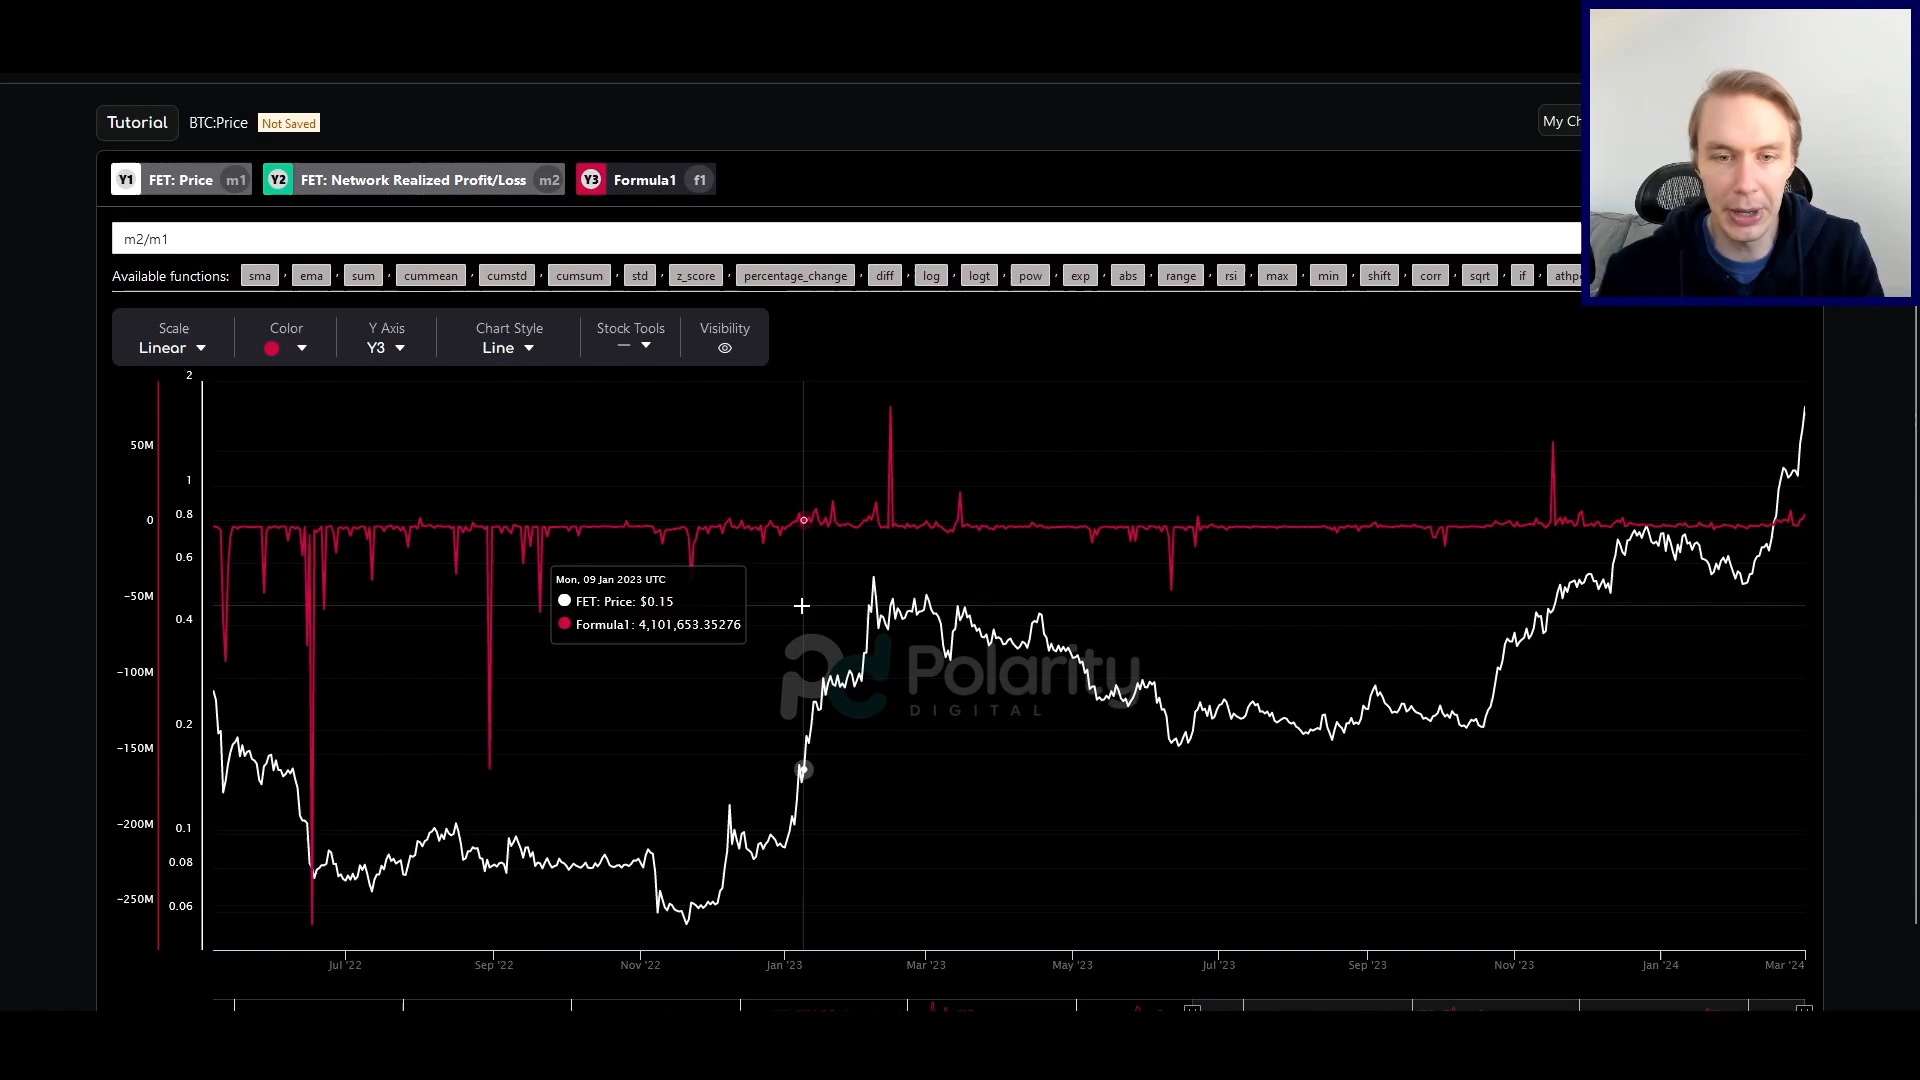 Tutorial BTC:Price Not Saved My Ch
Y1 FET: Price m1 Y2 FET: Network Realized Profit/Loss m2 Y3 Formula1 f1
m2/m1
Available functions: sma , ema , sum , cummean , cumstd , cumsum , std , z_score , percentage_change , diff , log , logt , pow , exp , abs , range , rsi , max , min , shift , corr , sqrt , if , athp
Scale Color Y Axis Chart Style Stock Tools Visibility
Linear Y3 Line
2
50M
1
0
0.8
0.6
Mon, 09 Jan 2023 UTC
-50M
FET: Price: $0.15
0.4
Formula1: 4,101,653.35276
Polarity
-100M
DIGITAL
0.2
-150M
-200M
0.1
0.08
-250M
0.06
Jul '22 Sep '22 Nov '22 Jan '23 Mar '23 May '23 Jul '23 Sep '23 Nov '23 Jan '24 Mar '24